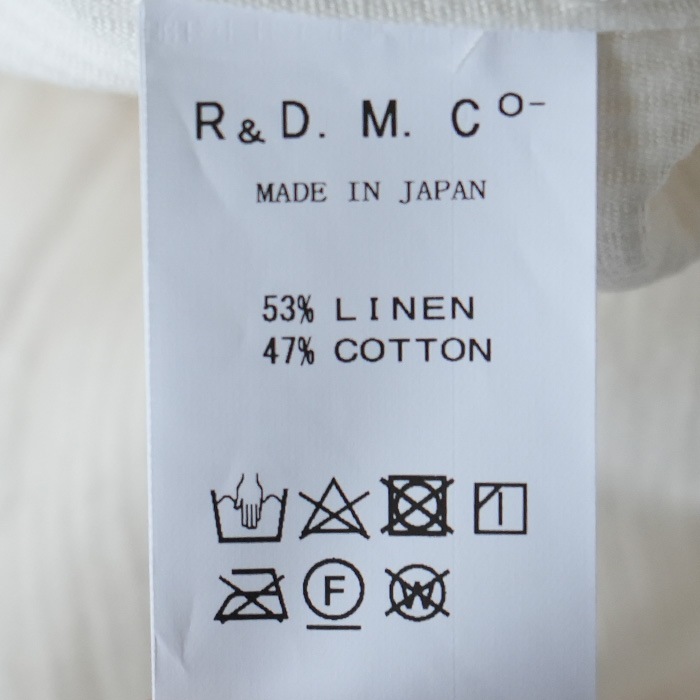 R&D. M. Co-
MADE IN JAPAN
53% LINEN
47% COTTON
F W